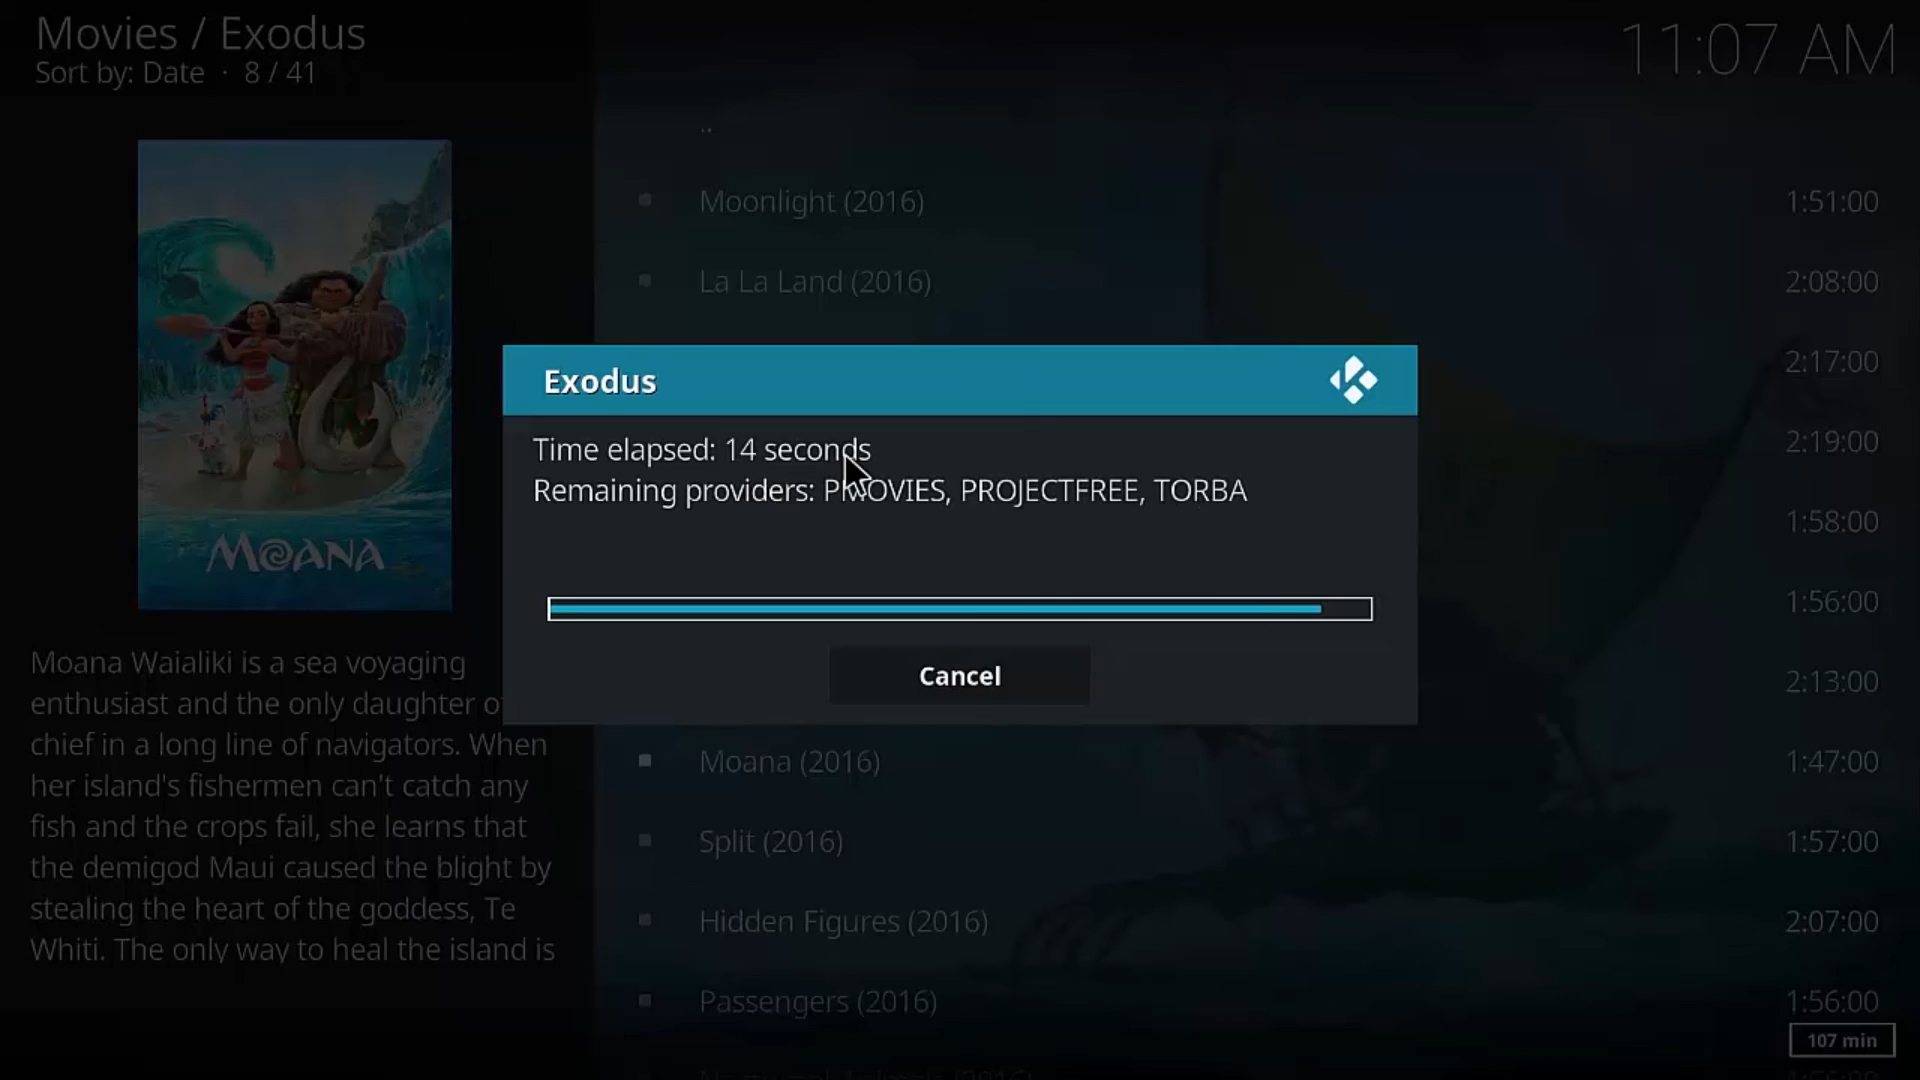 Movies / Exodus
Sort by: Date · 8 / 41
11:07 AM
..
Moonlight (2016) 1:51:00
La La Land (2016) 2:08:00
2:17:00
2:19:00
1:58:00
1:56:00
2:13:00
Exodus
Time elapsed: 14 seconds
Remaining providers: PMOVIES, PROJECTFREE, TORBA
Cancel
MOANA
Moana Waialiki is a sea voyaging
enthusiast and the only daughter
chief in a long line of navigators. When
her island's fishermen can't catch any
fish and the crops fail, she learns that
the demigod Maui caused the blight by
stealing the heart of the goddess, Te
Whiti. The only way to heal the island is
Moana (2016) 1:47:00
Split (2016) 1:57:00
Hidden Figures (2016) 2:07:00
Passengers (2016) 1:56:00
107 min